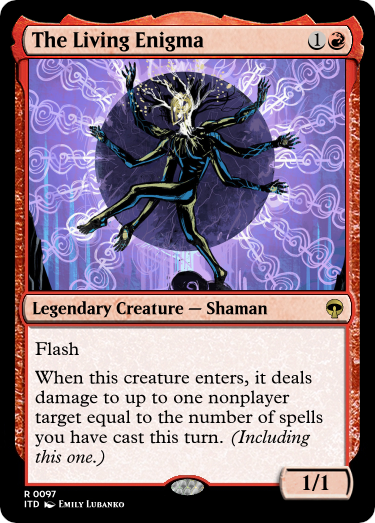 The Living Enigma
1
Legendary Creature — Shaman
Flash
When this creature enters, it deals
damage to up to one nonplayer
target equal to the number of spells
you have cast this turn. (Including
this one.)
1/1
R 0097
ITD Emily Lubanko